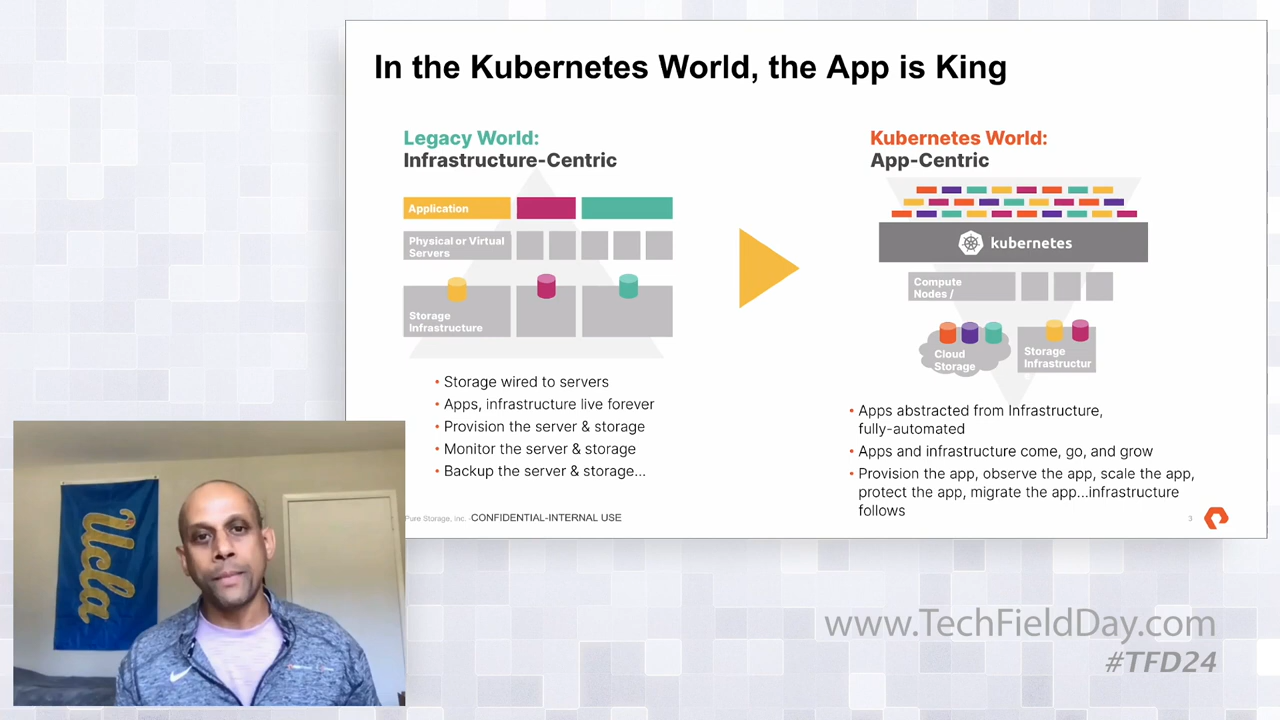 In the Kubernetes World, the App is King
Legacy World:
Infrastructure-Centric
Application
Physical or Virtual
Servers
Storage
Infrastructure
• Storage wired to servers
• Apps, infrastructure live forever
• Provision the server & storage
• Monitor the server & storage
• Backup the server & storage...
Kubernetes World:
App-Centric
kubernetes
Compute
Nodes /
Cloud
Storage
Storage
Infrastructur
• Apps abstracted from Infrastructure,
fully-automated
• Apps and infrastructure come, go, and grow
• Provision the app, observe the app, scale the app,
protect the app, migrate the app...infrastructure
follows
Pure Storage, inc. CONFIDENTIAL-INTERNAL USE
3
Ucla
www.TechFieldDay.com
#TFD24